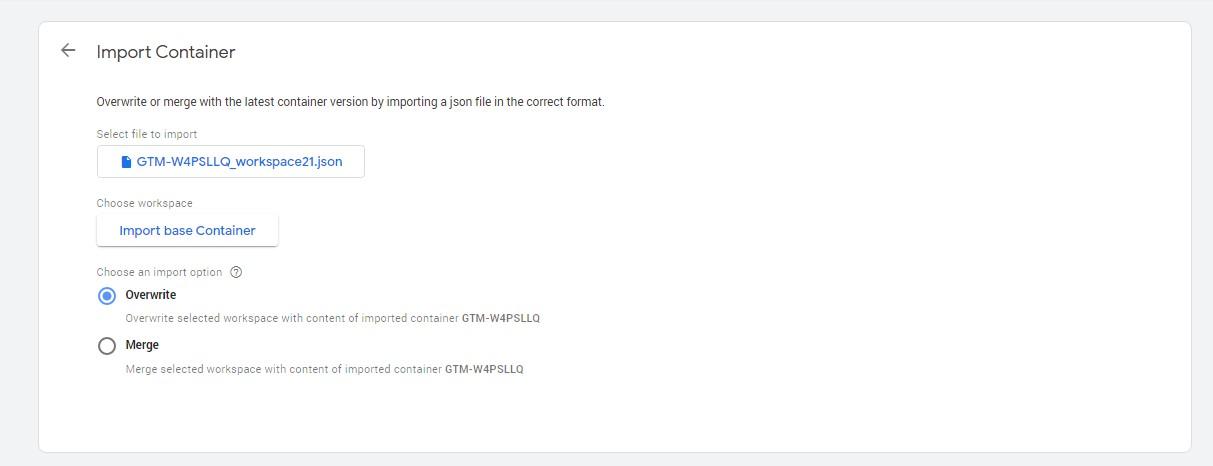 Import Container
Overwrite or merge with the latest container version by importing a json file in the correct format.
Select file to import
GTM-W4PSLLQ_workspace21.json
Choose workspace
Import base Container
Choose an import option ?
Overwrite
Overwrite selected workspace with content of imported container GTM-W4PSLLQ
Merge
Merge selected workspace with content of imported container GTM-W4PSLLQ